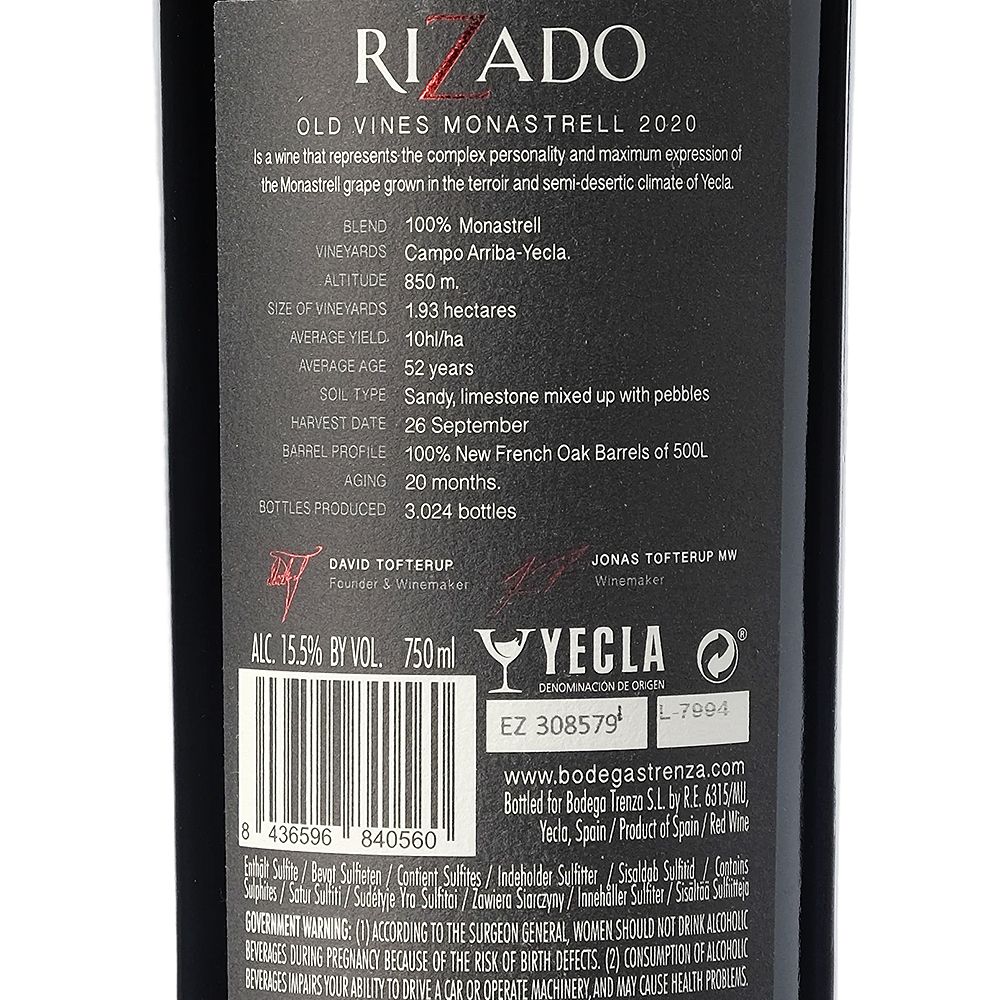 RIZADO
OLD VINES MONASTRELL 2020
Is a wine that represents the complex personality and maximum expression of
the Monastrell grape grown in the terroir and semi-desertic climate of Yecla.
BLEND 100% Monastrell
VINEYARDS Campo Arriba-Yecla.
ALTITUDE 850 m.
SIZE OF VINEYARDS 1.93 hectares
AVERAGE YIELD 10hl/ha
AVERAGE AGE 52 years
SOIL TYPE Sandy, limestone mixed up with pebbles
HARVEST DATE 26 September
BARREL PROFILE 100% New French Oak Barrels of 500L
AGING 20 months.
BOTTLES PRODUCED 3.024 bottles
DAVID TOFTERUP
Founder & Winemaker
JONAS TOFTERUP MW
Winemaker
ALC. 15.5% BY VOL. 750 ml
YECLA ®
DENOMINACIÓN DE ORIGEN
EZ 308579
L-7994
8 436596 840560
www.bodegastrenza.com
Bottled for Bodega Trenza S.L. by R.E. 6315/MU,
Yecla, Spain / Product of Spain / Red Wine
Enthält Sulfite / Bevat Sulfieten / Contient Sulfites / Indeholder Sulfitter / Sisaldab Sulfitid / Contains
Sulphites / Satur Sulfiti / Sudėtyje Yra Sulfitai / Zawiera Siarczyny / Innehåller Sulfiter / Sisältää Sulfiitteja
GOVERNMENT WARNING: (1) ACCORDING TO THE SURGEON GENERAL, WOMEN SHOULD NOT DRINK ALCOHOLIC
BEVERAGES DURING PREGNANCY BECAUSE OF THE RISK OF BIRTH DEFECTS. (2) CONSUMPTION OF ALCOHOLIC
BEVERAGES IMPAIRS YOUR ABILITY TO DRIVE A CAR OR OPERATE MACHINERY, AND MAY CAUSE HEALTH PROBLEMS.